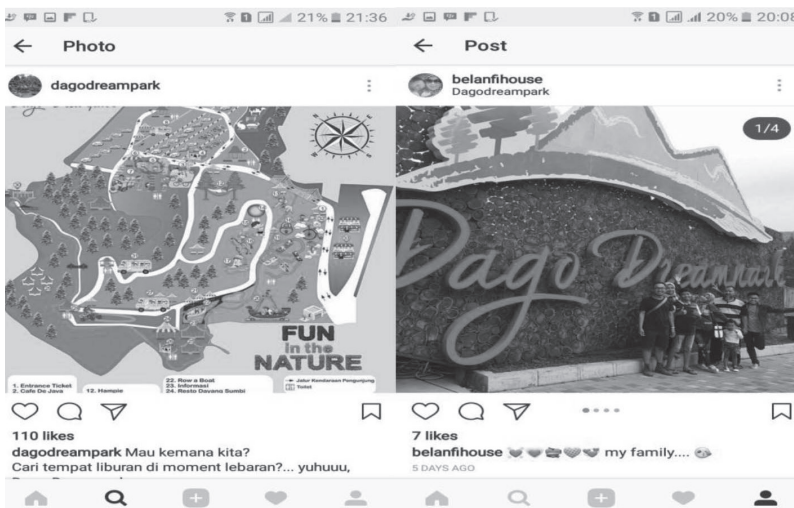 21% 21:36
Photo
dagodreampark
FUN
in the
NATURE
1. Entrance Ticket
2. Cafe De Java
12. Hampie
22. Row a Boat
23. Informasi
24. Resto Dayang Sumbi
Jalur Kendaraan Pengunjung
Toilet
110 likes
dagodreampark Mau kemana kita?
Cari tempat liburan di moment lebaran?... yuhuuu,
20% 20:08
Post
belanfihouse
Dagodreampark
1/4
Dago Dreampark
7 likes
belanfihouse my family....
5 DAYS AGO